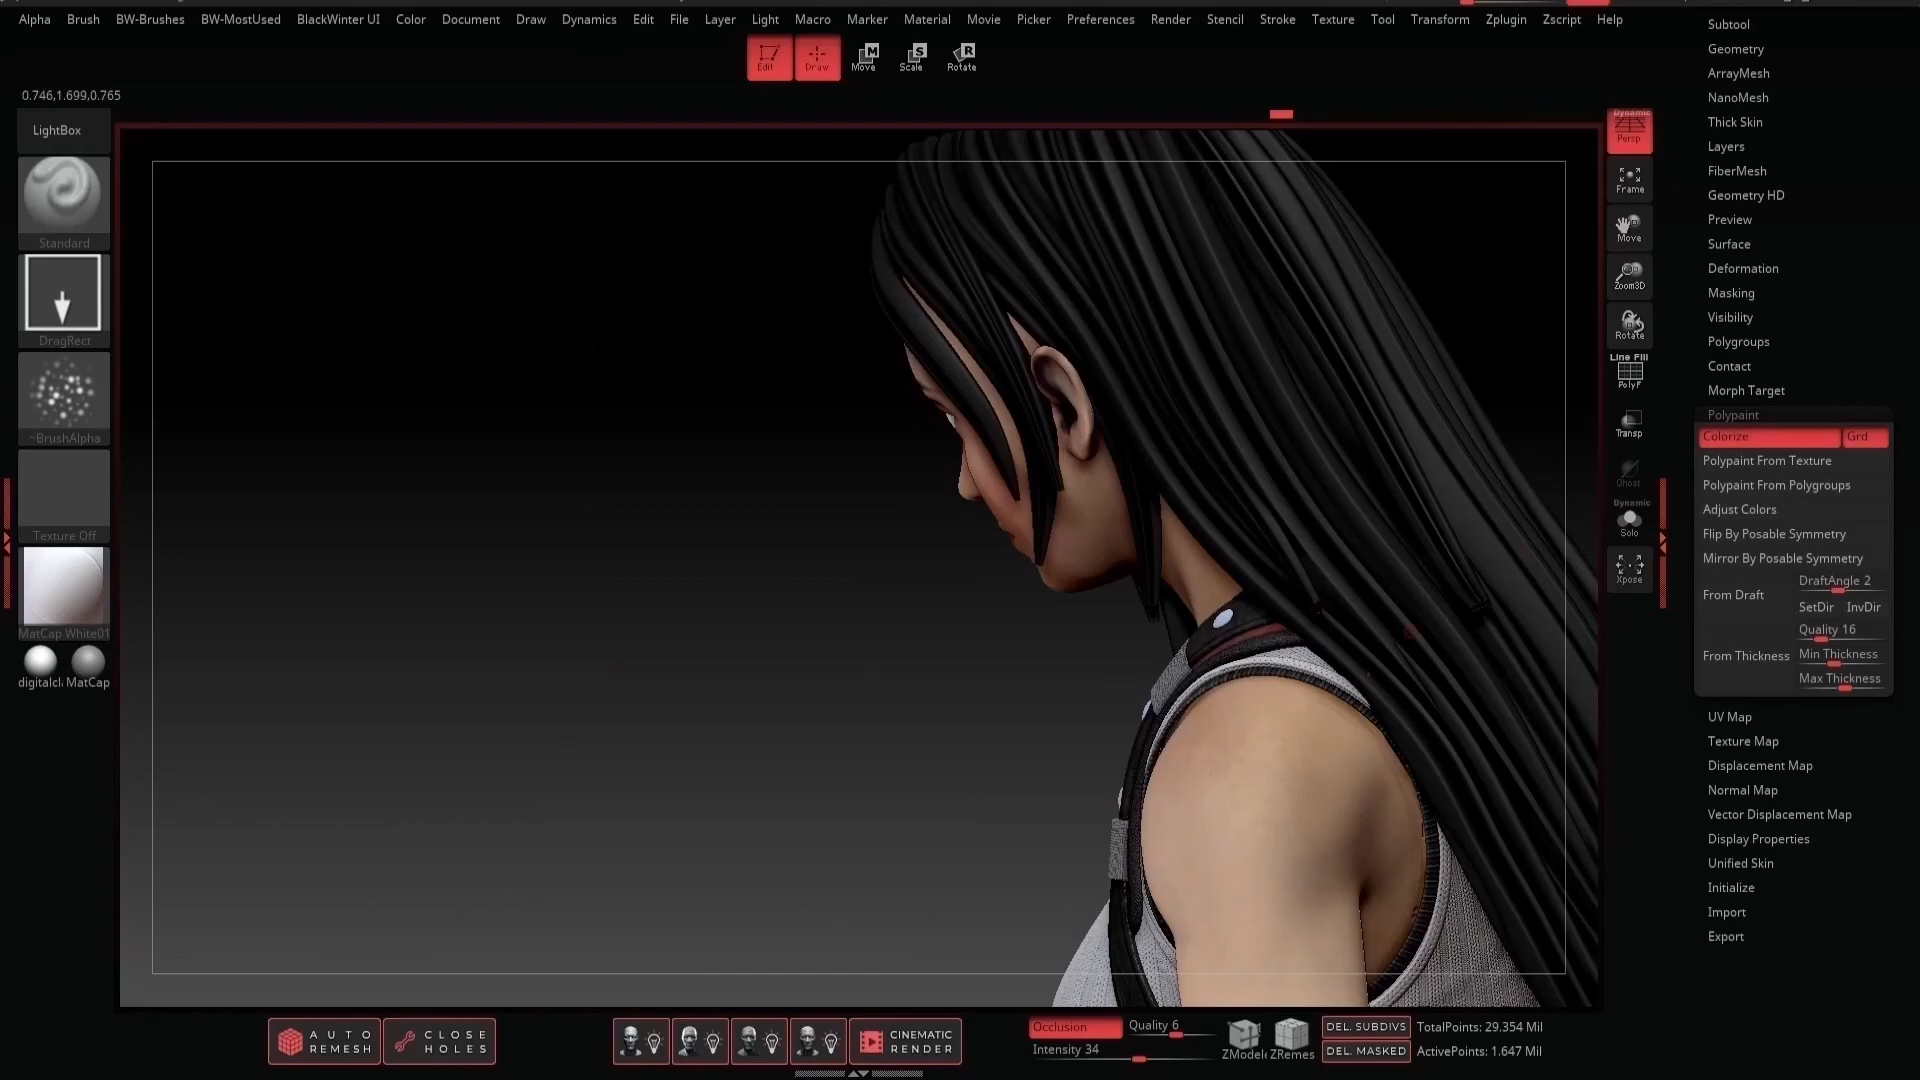 Alpha Brush BW-Brushes BW-MostUsed BlackWinter UI Color Document Draw Dynamics Edit File Layer Light Macro Marker Material Movie Picker Preferences Render Stencil Stroke Texture Tool Transform Zplugin Zscript Help
Edit Draw Move Scale Rotate
M S R
0.746,1.699,0.765
LightBox
Standard
DragRect
~BrushAlpha
Texture Off
MatCap White01
digitalcl MatCap
Dynamic
Persp
Frame
Move
Zoom3D
Rotate
Line Fill
PolyF
Transp
Ghost
Dynamic
Solo
Xpose
Subtool
Geometry
ArrayMesh
NanoMesh
Thick Skin
Layers
FiberMesh
Geometry HD
Preview
Surface
Deformation
Masking
Visibility
Polygroups
Contact
Morph Target
Polypaint
Colorize Grd
Polypaint From Texture
Polypaint From Polygroups
Adjust Colors
Flip By Posable Symmetry
Mirror By Posable Symmetry
DraftAngle 2
From Draft
SetDir InvDir
Quality 16
From Thickness Min Thickness
Max Thickness
UV Map
Texture Map
Displacement Map
Normal Map
Vector Displacement Map
Display Properties
Unified Skin
Initialize
Import
Export
AUTO REMESH
CLOSE HOLES
CINEMATIC RENDER
Occlusion Quality 6
Intensity 34
ZModel ZRemes
DEL. SUBDIVS TotalPoints: 29.354 Mil
DEL. MASKED ActivePoints: 1.647 Mil